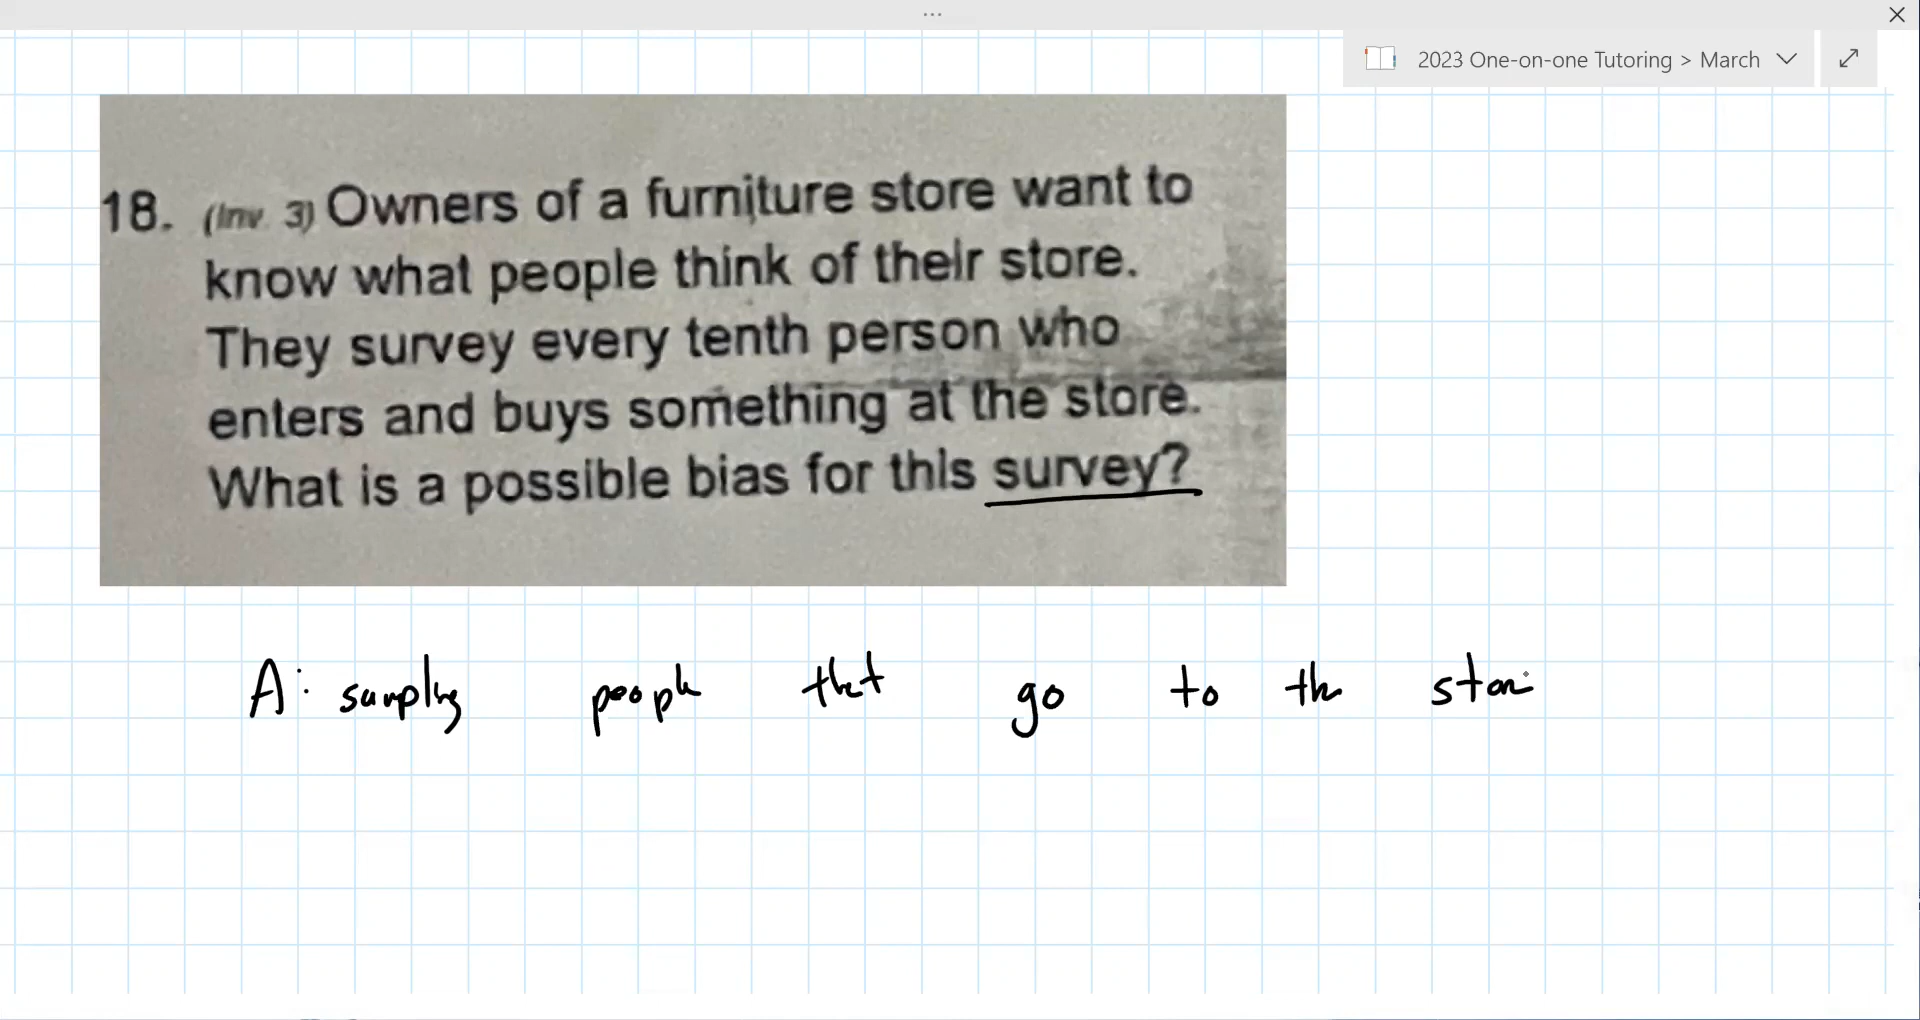 2023 One-on-one Tutoring > March
18. (Inv. 3) Owners of a furniture store want to
know what people think of their store.
They survey every tenth person who
enters and buys something at the store.
What is a possible bias for this survey?
A: sampling people that go to the store